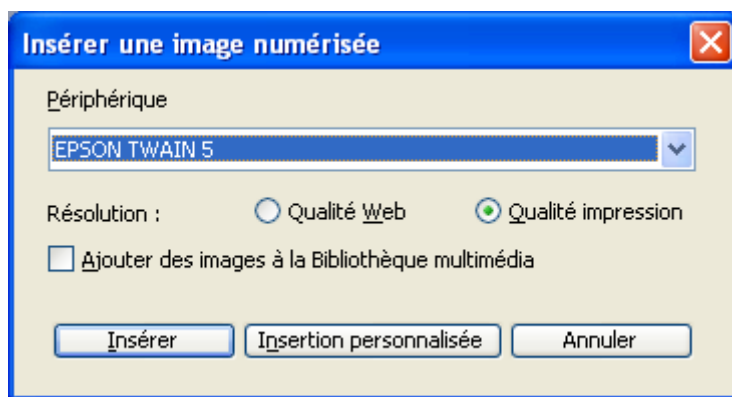 Insérer une image numérisée
Périphérique
EPSON TWAIN 5
Résolution : Qualité Web Qualité impression
Ajouter des images à la Bibliothèque multimédia
Insérer Insertion personnalisée Annuler